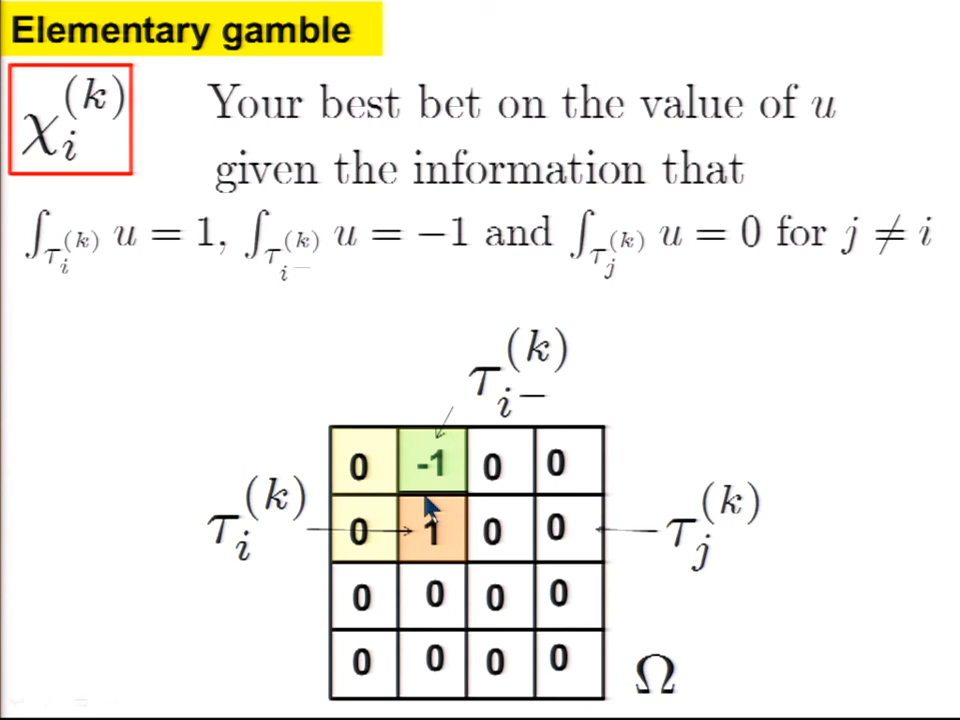 Elementary gamble
χ_i^(k) Your best bet on the value of u
given the information that
∫_{τ_i^(k)} u = 1, ∫_{τ_{i^−}^(k)} u = −1 and ∫_{τ_j^(k)} u = 0 for j ≠ i
τ_{i^−}^(k)
0 -1 0 0
τ_i^(k) 0 1 0 0 τ_j^(k)
0 0 0 0
0 0 0 0 Ω